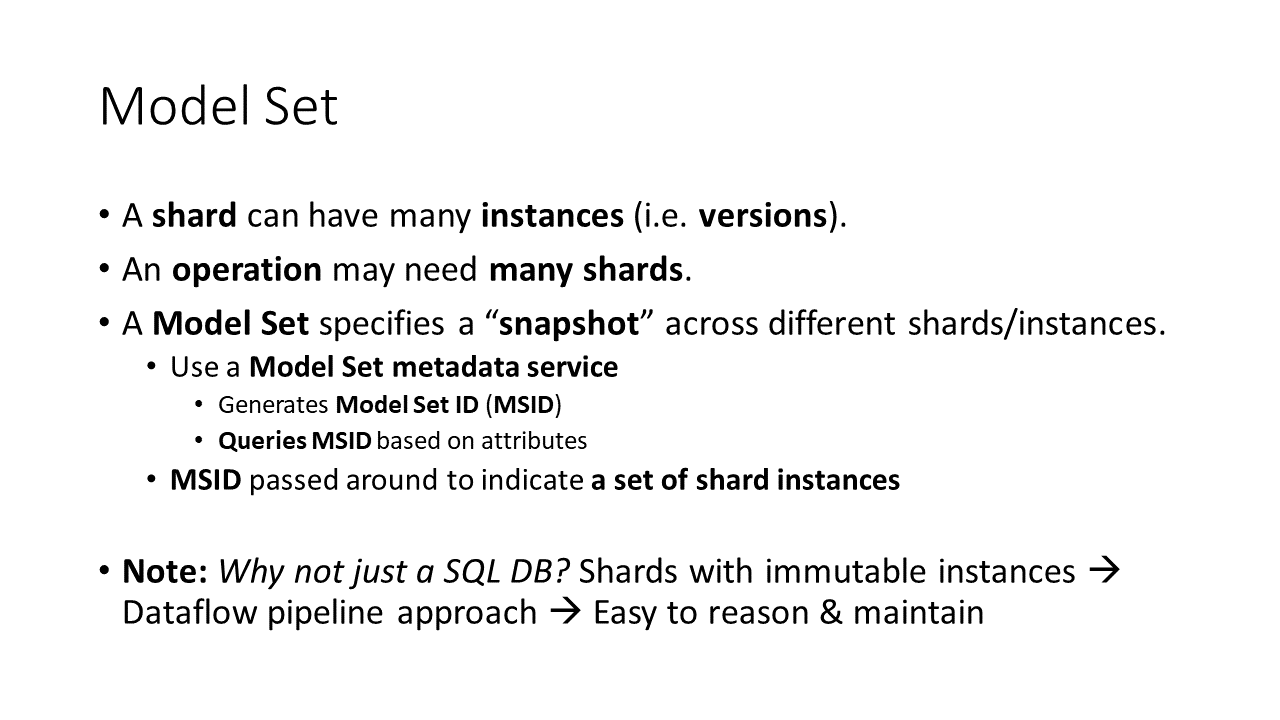 Model Set
• A shard can have many instances (i.e. versions).
• An operation may need many shards.
• A Model Set specifies a “snapshot” across different shards/instances.
• Use a Model Set metadata service
• Generates Model Set ID (MSID)
• Queries MSID based on attributes
• MSID passed around to indicate a set of shard instances
• Note: Why not just a SQL DB? Shards with immutable instances →
Dataflow pipeline approach → Easy to reason & maintain